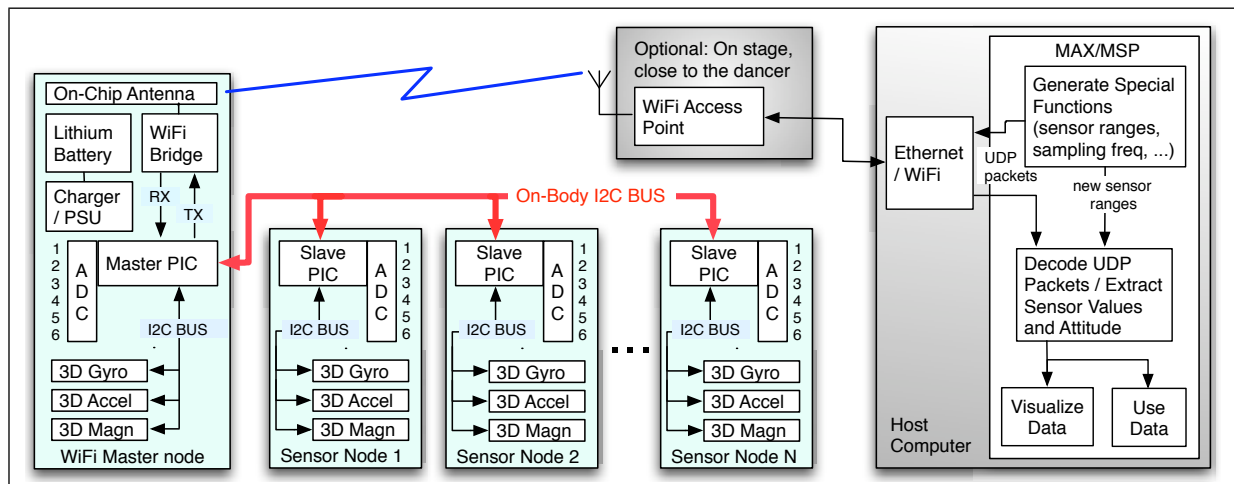 On-Chip Antenna
Lithium
Battery
WiFi
Bridge
Charger
/ PSU
RX
TX
1
2
3
4
5
6
A
D
C
Master PIC
I2C BUS
3D Gyro
3D Accel
3D Magn
WiFi Master node
On-Body I2C BUS
Slave
PIC
A
D
C
1
2
3
4
5
6
I2C BUS
3D Gyro
3D Accel
3D Magn
Sensor Node 1
Slave
PIC
A
D
C
1
2
3
4
5
6
I2C BUS
3D Gyro
3D Accel
3D Magn
Sensor Node 2
Slave
PIC
A
D
C
1
2
3
4
5
6
I2C BUS
3D Gyro
3D Accel
3D Magn
Sensor Node N
Optional: On stage,
close to the dancer
WiFi Access
Point
Ethernet
/ WiFi
UDP
packets
MAX/MSP
Generate Special
Functions
(sensor ranges,
sampling freq, ...)
new sensor
ranges
Decode UDP
Packets / Extract
Sensor Values
and Attitude
Visualize
Data
Use
Data
Host
Computer